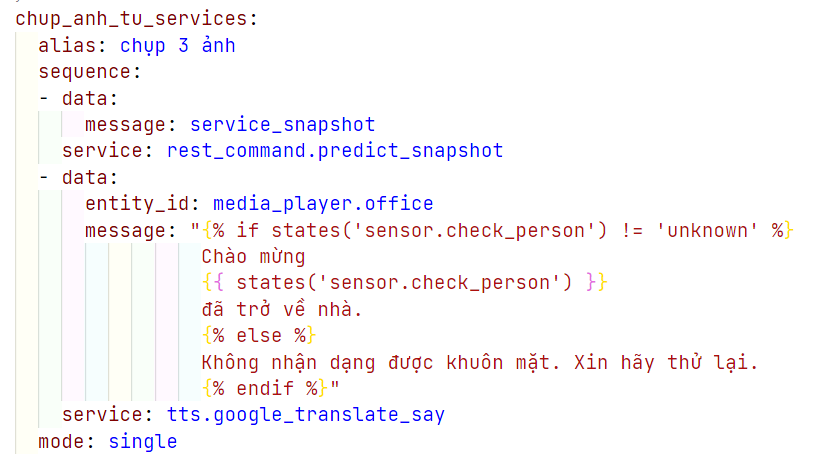 chup_anh_tu_services:
  alias: chụp 3 ảnh
  sequence:
  - data:
      message: service_snapshot
    service: rest_command.predict_snapshot
  - data:
      entity_id: media_player.office
      message: "{% if states('sensor.check_person') != 'unknown' %}
                Chào mừng
                {{ states('sensor.check_person') }}
                đã trở về nhà.
                {% else %}
                Không nhận dạng được khuôn mặt. Xin hãy thử lại.
                {% endif %}"
    service: tts.google_translate_say
  mode: single